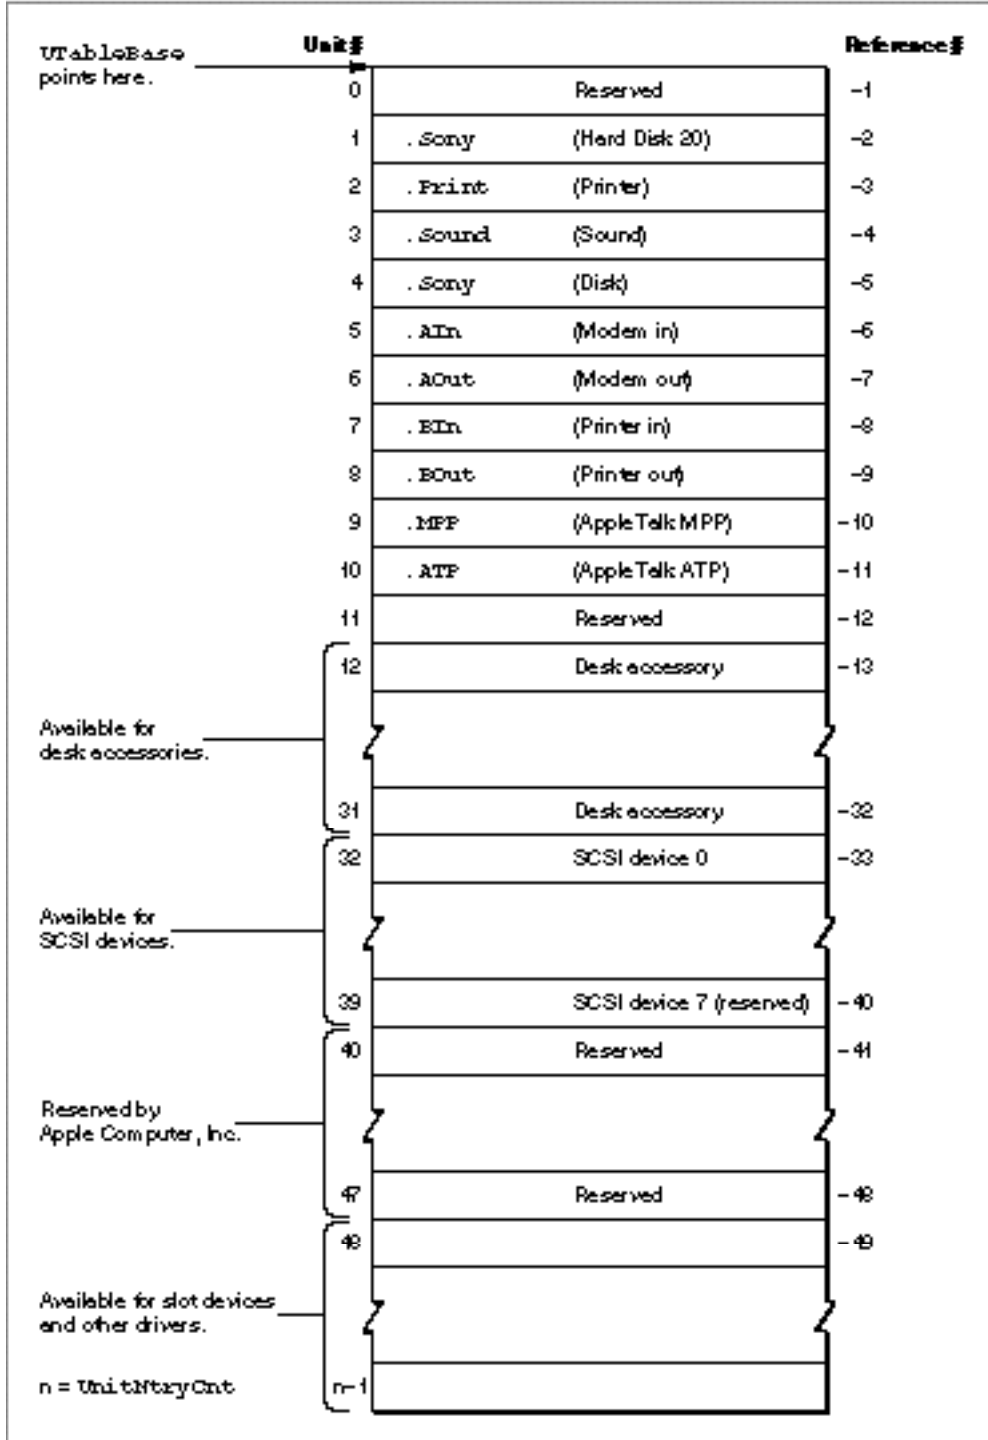 Unit# Reference#
UTableBase
points here.
0 Reserved -1
1 .Sony (Hard Disk 20) -2
2 .Print (Printer) -3
3 .Sound (Sound) -4
4 .Sony (Disk) -5
5 .AIn (Modem in) -6
6 .AOut (Modem out) -7
7 .BIn (Printer in) -8
8 .BOut (Printer out) -9
9 .MPP (AppleTalk MPP) -10
10 .ATP (AppleTalk ATP) -11
11 Reserved -12
12 Desk accessory -13
Available for
desk accessories.
31 Desk accessory -32
32 SCSI device 0 -33
Available for
SCSI devices.
39 SCSI device 7 (reserved) -40
40 Reserved -41
Reserved by
Apple Computer, Inc.
47 Reserved -48
48 -49
Available for slot devices
and other drivers.
n = UnitNtryCnt n-1